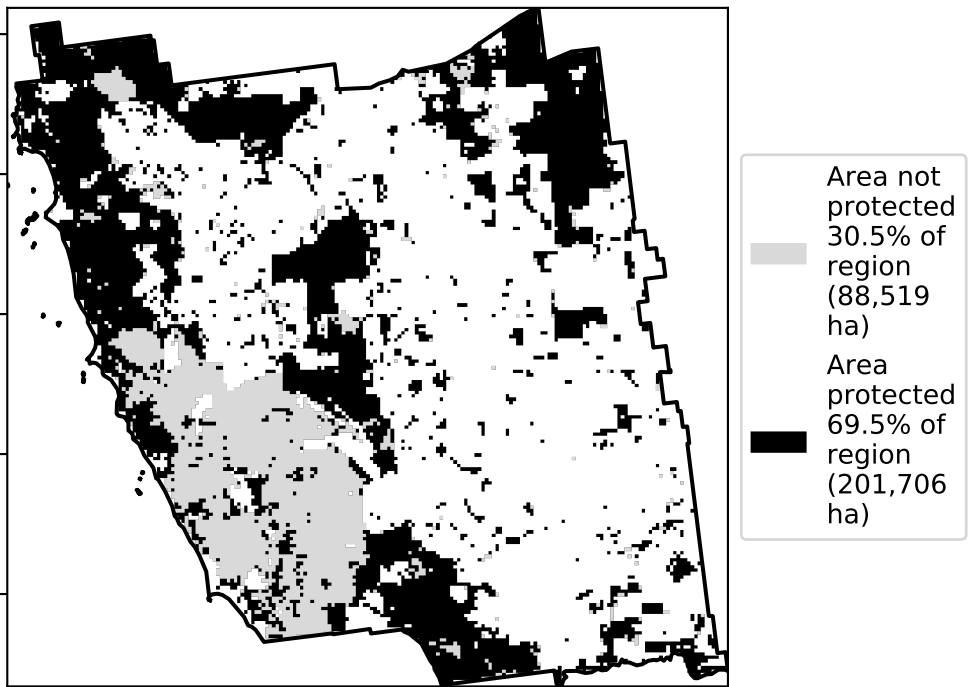 Area not
protected
30.5% of
region
(88,519
ha)
Area
protected
69.5% of
region
(201,706
ha)